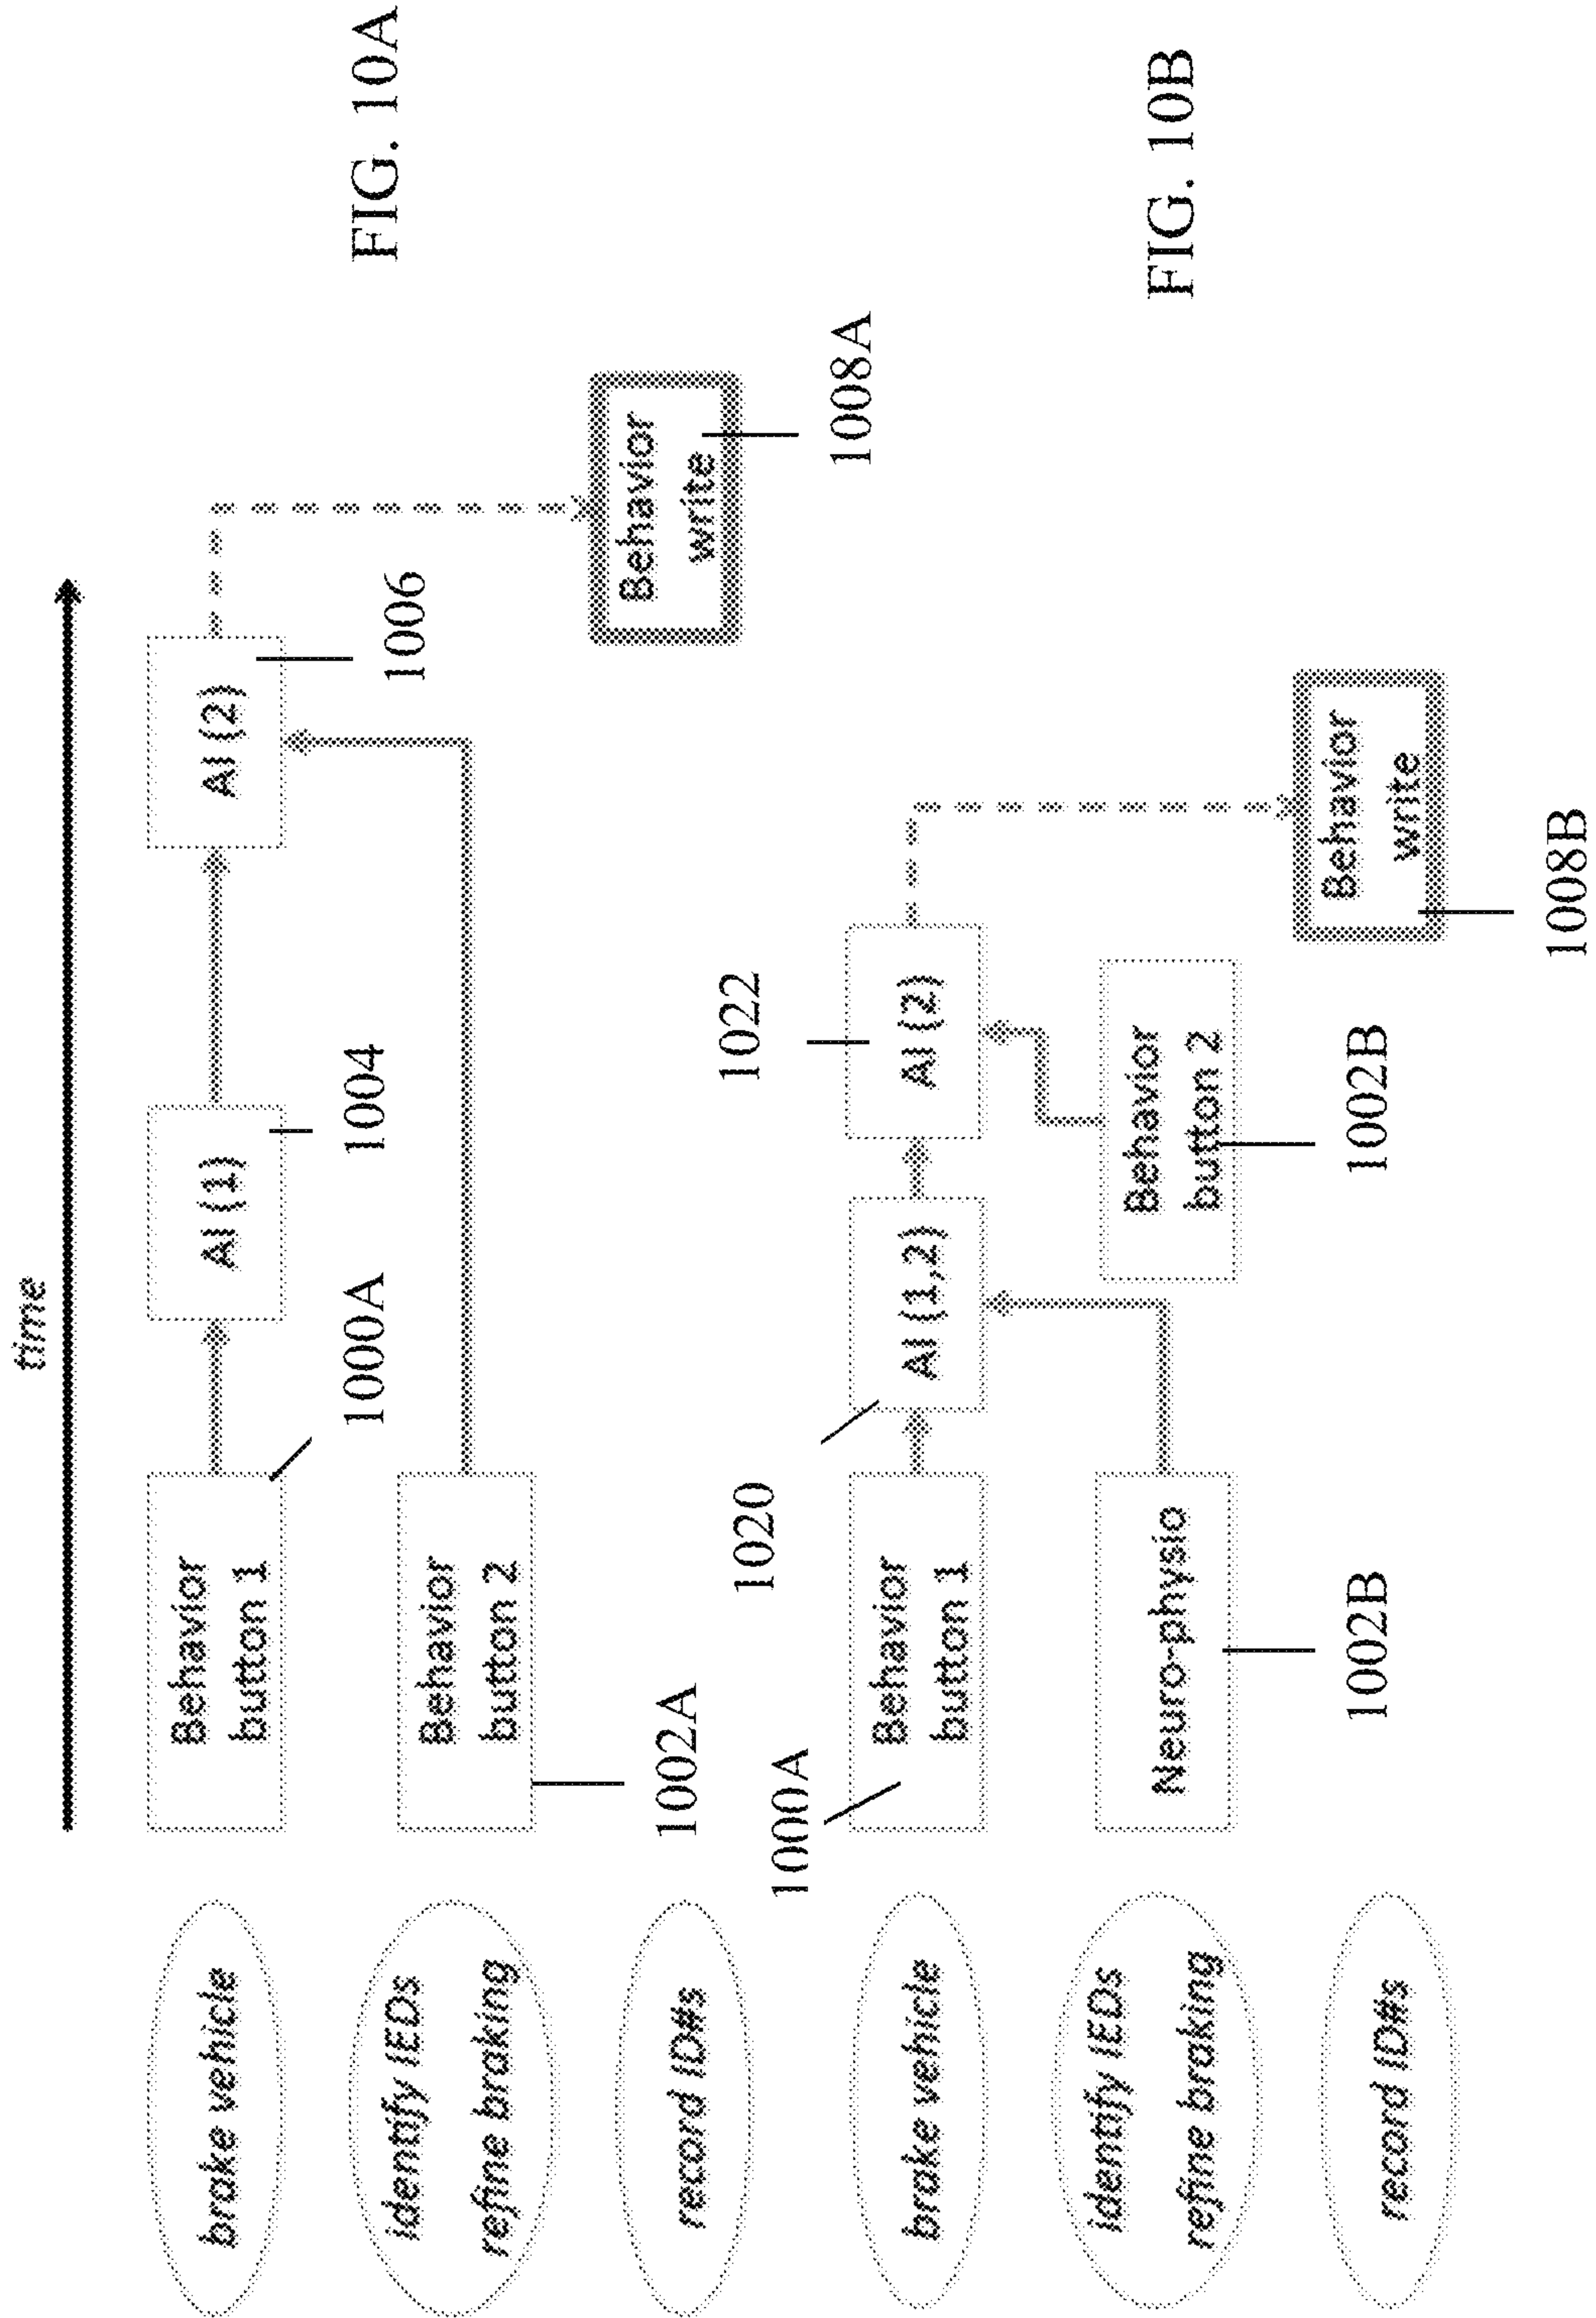 time
brake vehicle
Behavior
button 1
1000A
AI (1)
1004
AI (2)
1006
identify IEDs
refine braking
Behavior
button 2
1002A
record ID#s
Behavior
write
1008A
FIG. 10A
brake vehicle
1000A
Behavior
button 1
1020
AI (1,2)
AI (2)
1022
identify IEDs
refine braking
Neuro-physio
1002B
Behavior
button 2
1002B
record ID#s
Behavior
write
1008B
FIG. 10B